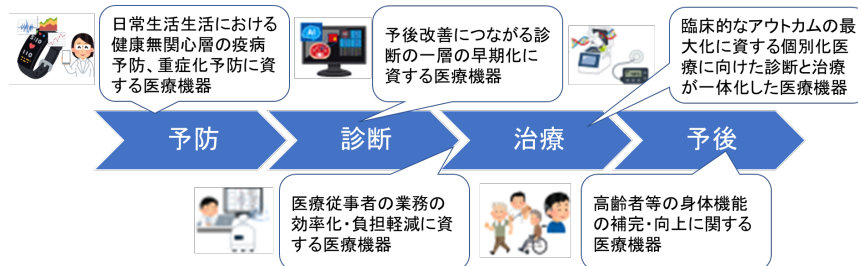 日常生活生活における
健康無関心層の疾病
予防、重症化予防に資
する医療機器
予後改善につながる診
断の一層の早期化に
資する医療機器
臨床的なアウトカムの最
大化に資する個別化医
療に向けた診断と治療
が一体化した医療機器
予防
診断
治療
予後
医療従事者の業務の
効率化・負担軽減に資
する医療機器
高齢者等の身体機能
の補完・向上に関する
医療機器
AI